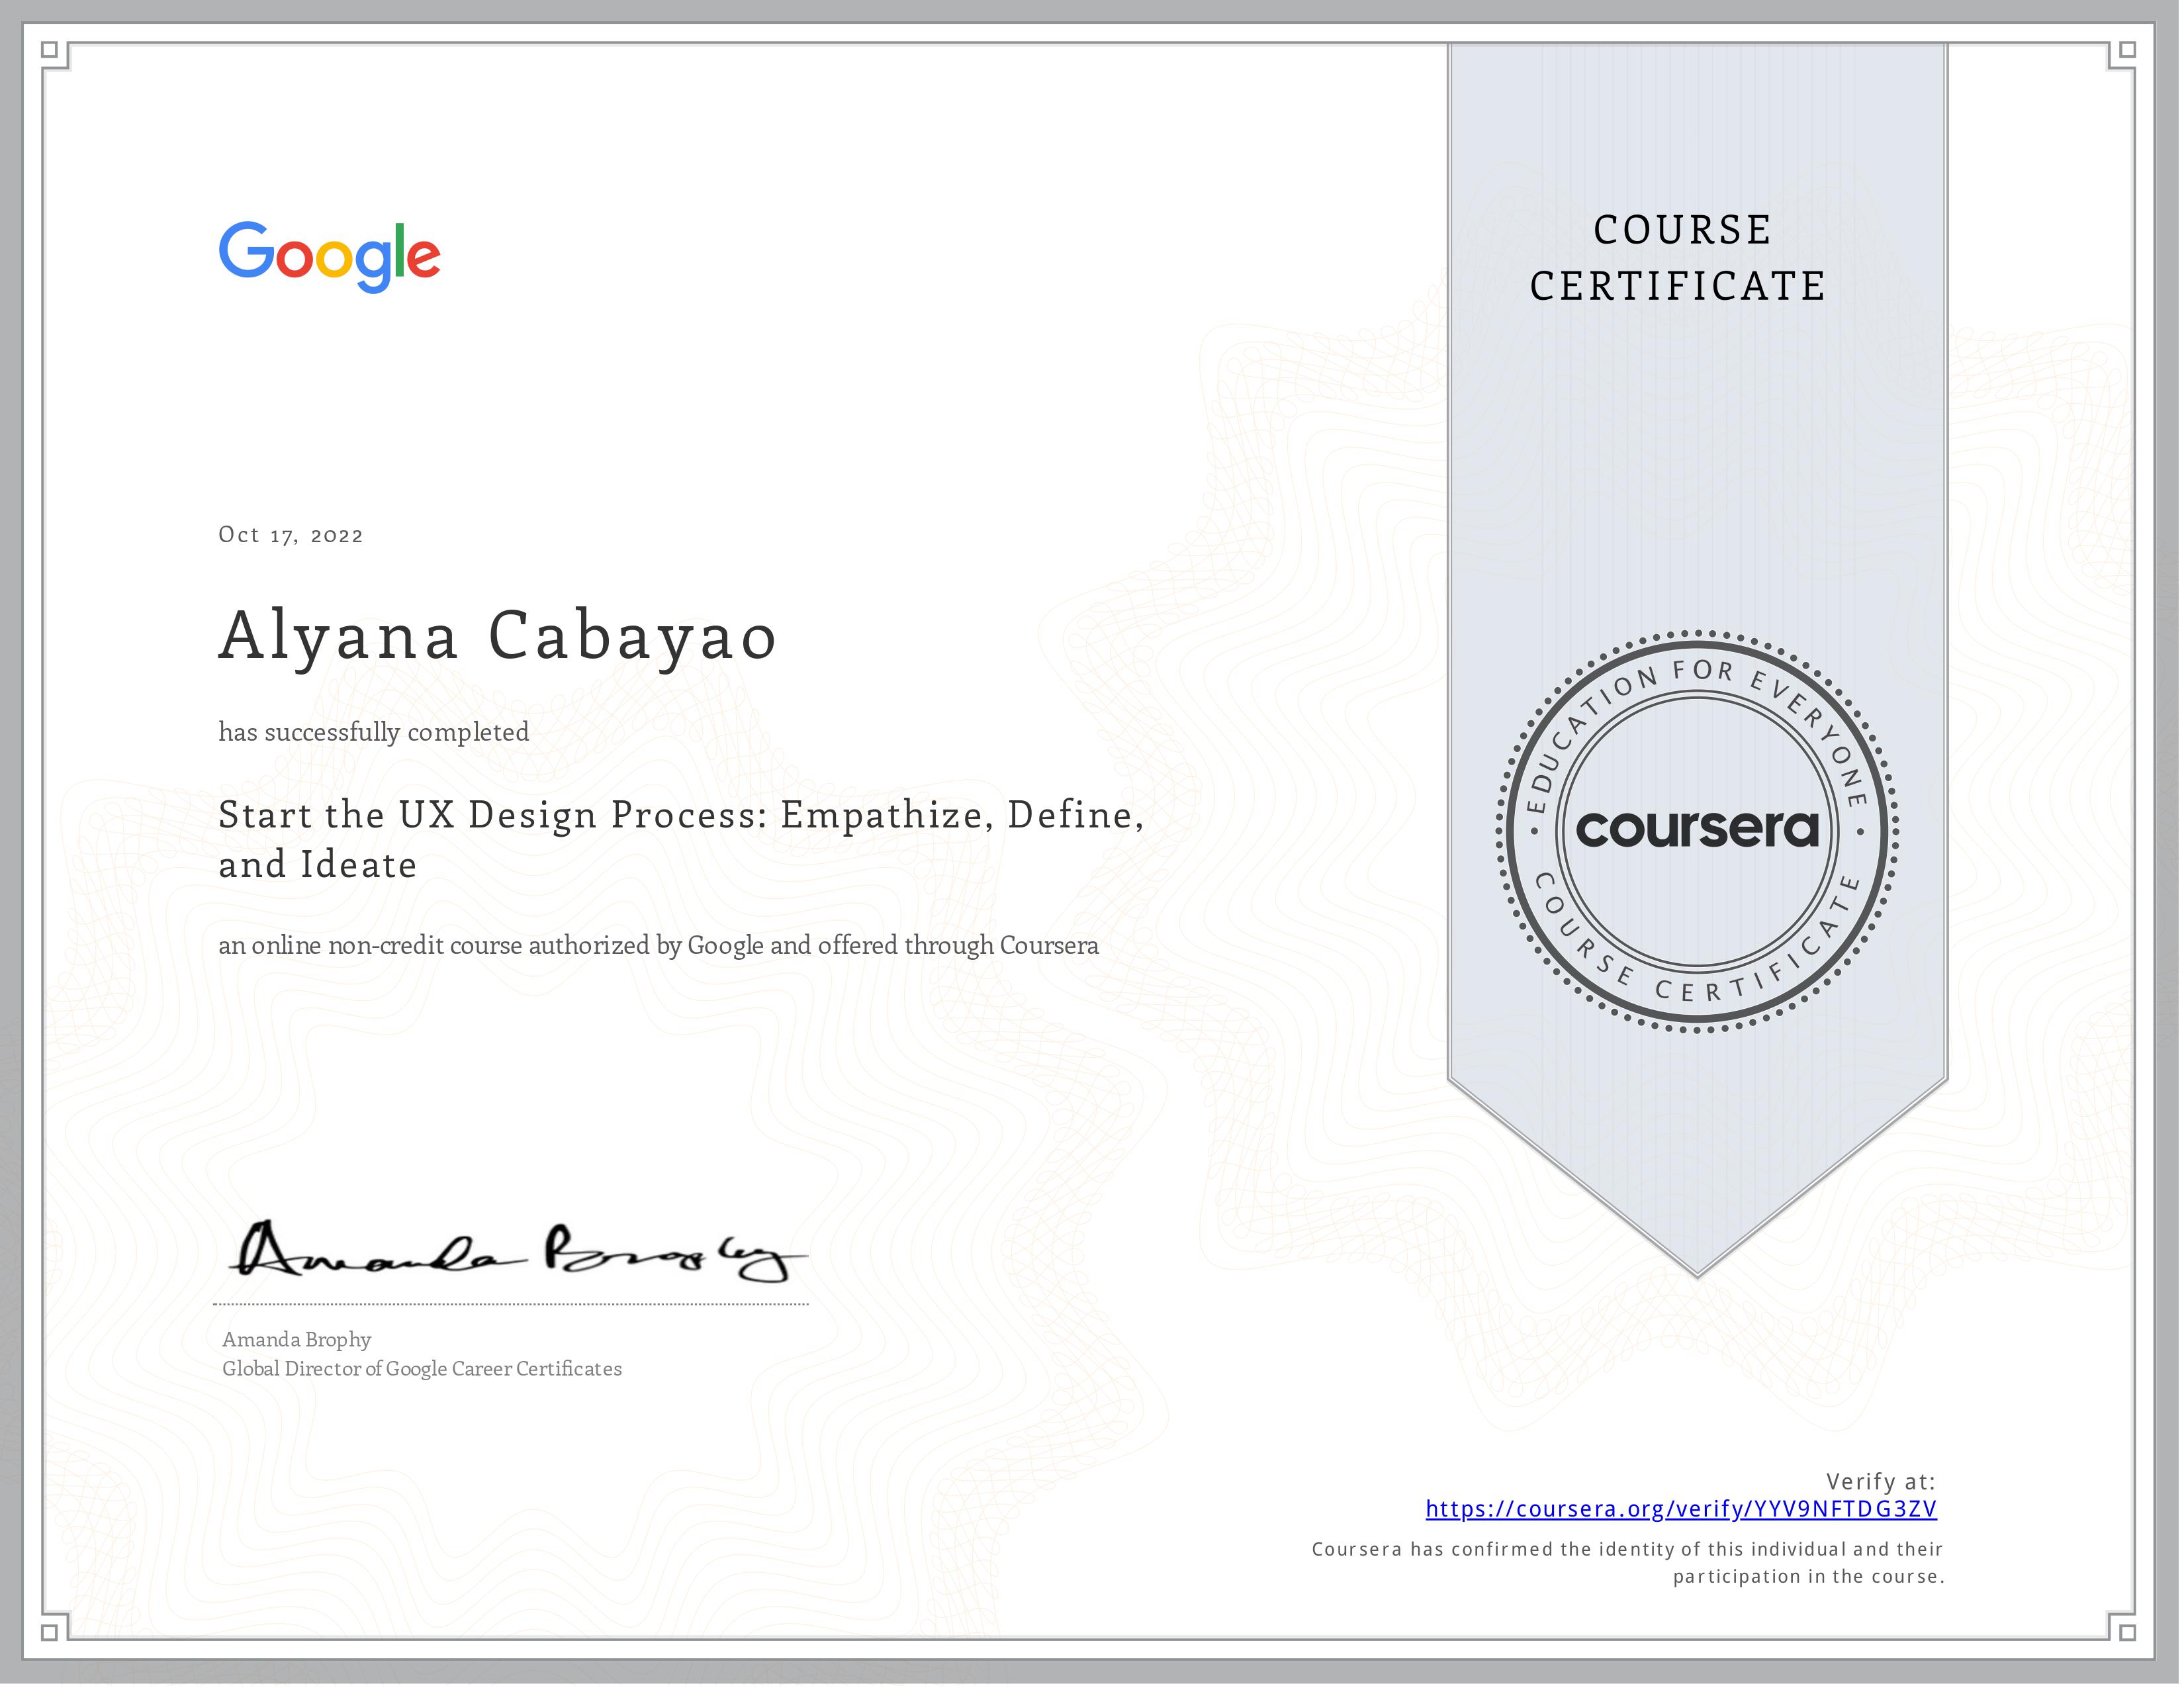 Google
COURSE
CERTIFICATE
Oct 17, 2022
Alyana Cabayao
has successfully completed
Start the UX Design Process: Empathize, Define,
and Ideate
an online non-credit course authorized by Google and offered through Coursera
EDUCATION FOR EVERYONE
coursera
COURSE CERTIFICATE
Amanda Brophy
Amanda Brophy
Global Director of Google Career Certificates
Verify at:
https://coursera.org/verify/YYV9NFTDG3ZV
Coursera has confirmed the identity of this individual and their
participation in the course.